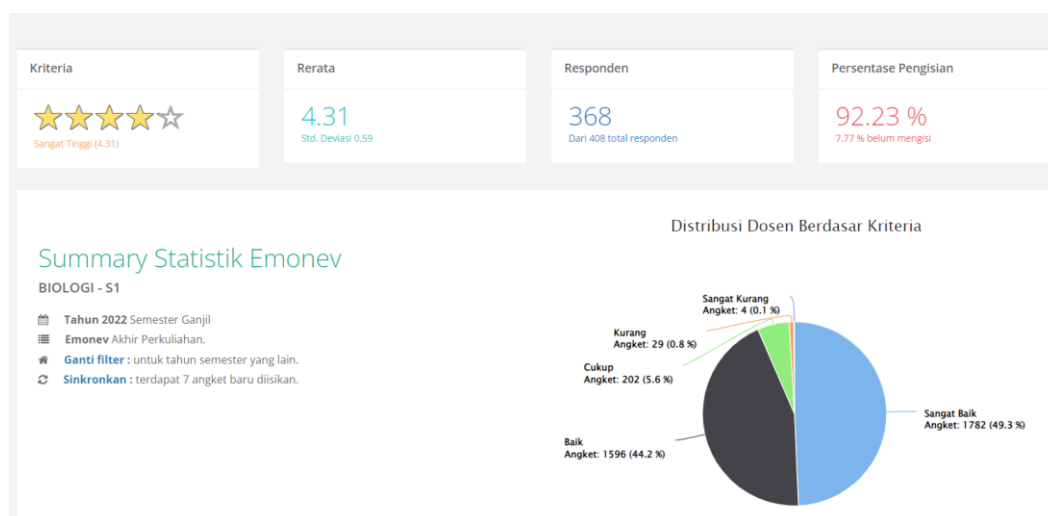 Kriteria
Sangat Tinggi (4.31)
Rerata
4.31
Std. Deviasi 0.59
Responden
368
Dari 408 total responden
Persentase Pengisian
92.23 %
7.77 % belum mengisi
Summary Statistik Emonev
BIOLOGI - S1
Tahun 2022 Semester Ganjil
Emonev Akhir Perkuliahan.
Ganti filter : untuk tahun semester yang lain.
Sinkronkan : terdapat 7 angket baru diisikan.
Distribusi Dosen Berdasar Kriteria
Sangat Kurang
Angket: 4 (0.1 %)
Kurang
Angket: 29 (0.8 %)
Cukup
Angket: 202 (5.6 %)
Baik
Angket: 1596 (44.2 %)
Sangat Baik
Angket: 1782 (49.3 %)